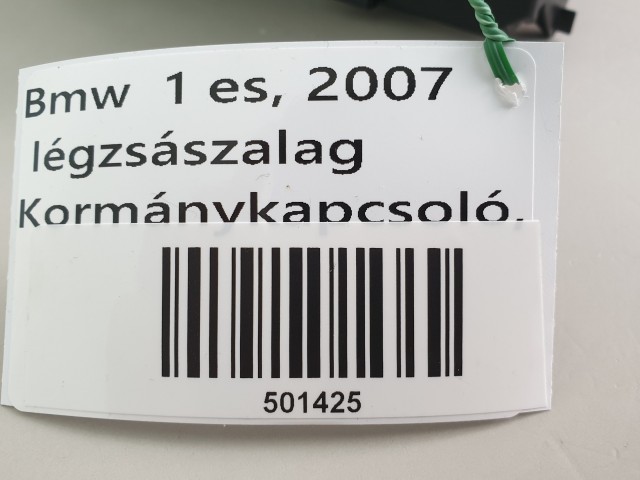 Bmw 1 es, 2007
légzsászalag
Kormánykapcsoló,
501425